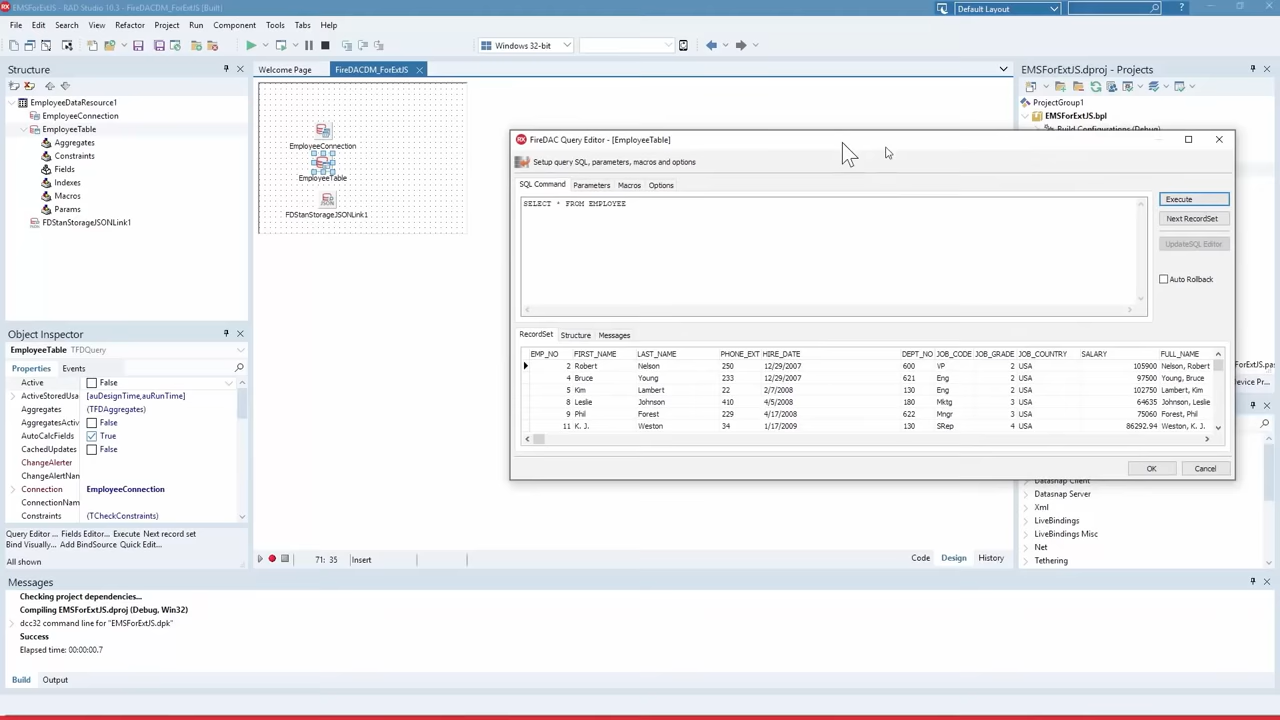 EMSForExtJS - RAD Studio 10.3 - FireDACDM_ForExtJS [Built]
Default Layout
?
File Edit Search View Refactor Project Run Component Tools Tabs Help
Windows 32-bit
Structure
EmployeeDataResource1
EmployeeConnection
EmployeeTable
Aggregates
Constraints
Fields
Indexes
Macros
Params
FDStanStorageJSONLink1
Object Inspector
EmployeeTable TFDQuery
Properties Events
Active False
ActiveStoredUsa [auDesignTime,auRunTime]
Aggregates (TFDAggregates)
AggregatesActiv False
AutoCalcFields True
CachedUpdates False
ChangeAlerter
ChangeAlertNan
Connection EmployeeConnection
ConnectionNam
Constraints (TCheckConstraints)
Query Editor ... Fields Editor... Execute Next record set
Bind Visually... Add BindSource Quick Edit...
All shown
Welcome Page FireDACDM_ForExtJS
EmployeeConnection
EmployeeTable
JSON
FDStanStorageJSONLink1
FireDAC Query Editor - [EmployeeTable]
Setup query SQL, parameters, macros and options
SQL Command Parameters Macros Options
SELECT * FROM EMPLOYEE
Execute
Next RecordSet
UpdateSQL Editor
Auto Rollback
RecordSet Structure Messages
EMP_NO FIRST_NAME LAST_NAME PHONE_EXT HIRE_DATE DEPT_NO JOB_CODE JOB_GRADE JOB_COUNTRY SALARY FULL_NAME
2 Robert Nelson 250 12/29/2007 600 VP 2 USA 105900 Nelson, Robert
4 Bruce Young 233 12/29/2007 621 Eng 2 USA 97500 Young, Bruce
5 Kim Lambert 22 2/7/2008 130 Eng 2 USA 102750 Lambert, Kim
8 Leslie Johnson 410 4/5/2008 180 Mktg 3 USA 64635 Johnson, Leslie
9 Phil Forest 229 4/17/2008 622 Mngr 3 USA 75060 Forest, Phil
11 K. J. Weston 34 1/17/2009 130 SRep 4 USA 86292.94 Weston, K. J.
OK Cancel
71: 35 Insert
Code Design History
EMSForExtJS.dproj - Projects
ProjectGroup1
EMSForExtJS.bpl
Build Configurations (Debug)
Datasnap Client
Datasnap Server
Xml
LiveBindings
LiveBindings Misc
Net
Tethering
Messages
Checking project dependencies...
Compiling EMSForExtJS.dproj (Debug, Win32)
dcc32 command line for "EMSForExtJS.dpk"
Success
Elapsed time: 00:00:00.7
Build Output